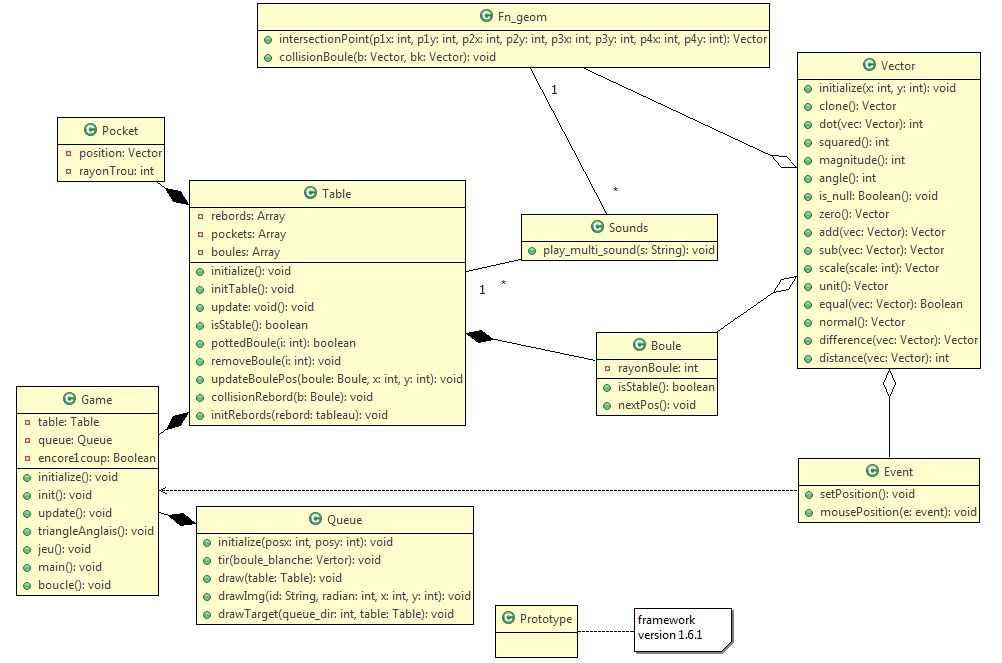 Fn_geom
intersectionPoint(p1x: int, p1y: int, p2x: int, p2y: int, p3x: int, p3y: int, p4x: int, p4y: int): Vector
collisionBoule(b: Vector, bk: Vector): void
Vector
initialize(x: int, y: int): void
clone(): Vector
dot(vec: Vector): int
squared(): int
magnitude(): int
angle(): int
is_null: Boolean(): void
zero(): Vector
add(vec: Vector): Vector
sub(vec: Vector): Vector
scale(scale: int): Vector
unit(): Vector
equal(vec: Vector): Boolean
normal(): Vector
difference(vec: Vector): Vector
distance(vec: Vector): int
1
*
Pocket
position: Vector
rayonTrou: int
Table
rebords: Array
pockets: Array
boules: Array
initialize(): void
initTable(): void
update: void(): void
isStable(): boolean
pottedBoule(i: int): boolean
removeBoule(i: int): void
updateBoulePos(boule: Boule, x: int, y: int): void
collisionRebord(b: Boule): void
initRebords(rebord: tableau): void
Sounds
play_multi_sound(s: String): void
1
*
Boule
rayonBoule: int
isStable(): boolean
nextPos(): void
Game
table: Table
queue: Queue
encore1coup: Boolean
initialize(): void
init(): void
update(): void
triangleAnglais(): void
jeu(): void
main(): void
boucle(): void
Event
setPosition(): void
mousePosition(e: event): void
Queue
initialize(posx: int, posy: int): void
tir(boule_blanche: Vertor): void
draw(table: Table): void
drawImg(id: String, radian: int, x: int, y: int): void
drawTarget(queue_dir: int, table: Table): void
Prototype
framework
version 1.6.1